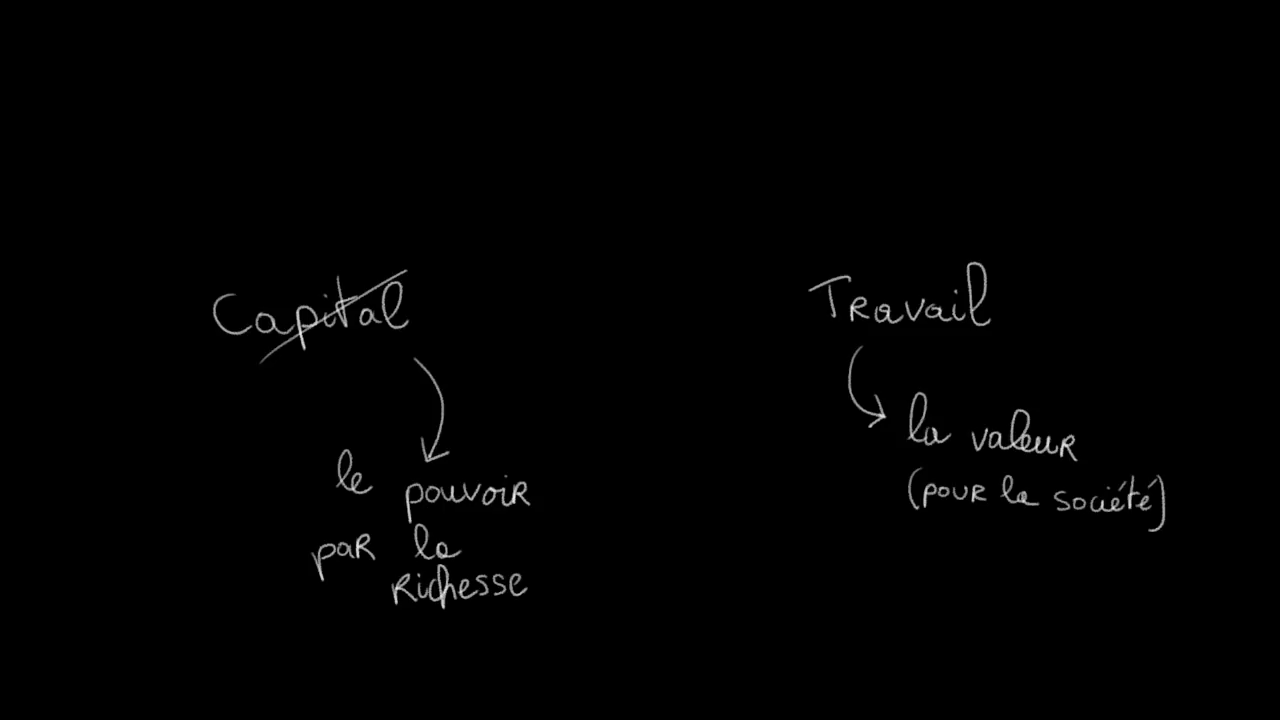 Capital
le pouvoir
par la
richesse
Travail
la valeur
(pour la société)